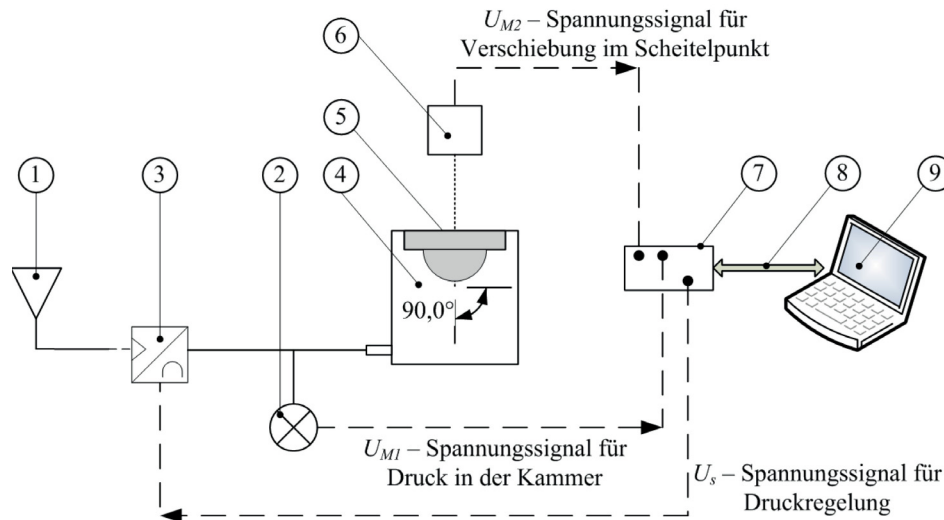 U_M2 – Spannungssignal für
Verschiebung im Scheitelpunkt
6
5
1
3
2
4
7
8
9
90,0°
U_M1 – Spannungssignal für
Druck in der Kammer
U_s – Spannungssignal für
Druckregelung